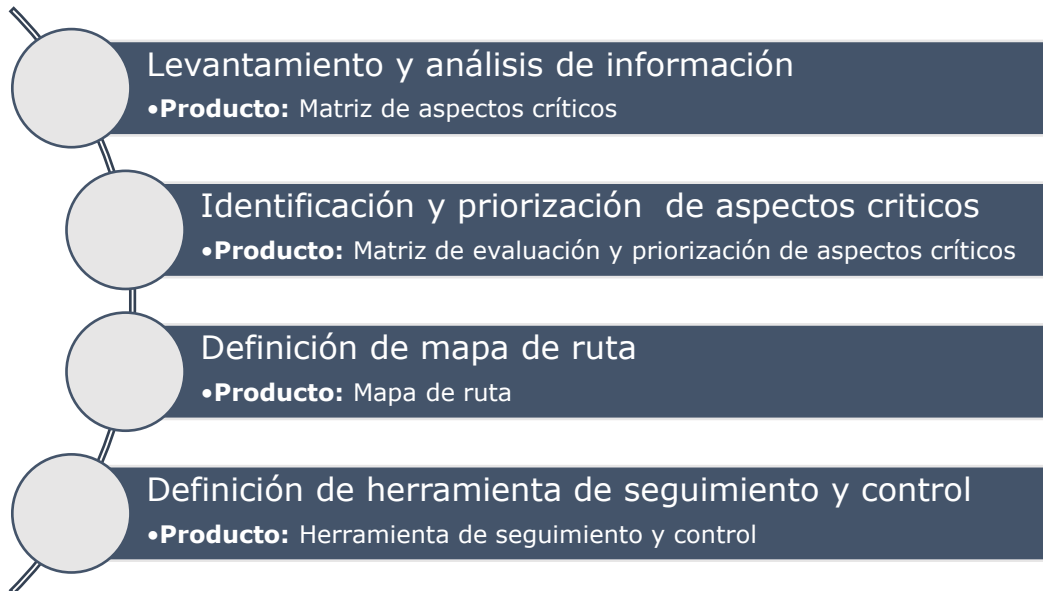 Levantamiento y análisis de información
•Producto: Matriz de aspectos críticos
Identificación y priorización  de aspectos criticos
•Producto: Matriz de evaluación y priorización de aspectos críticos
Definición de mapa de ruta
•Producto: Mapa de ruta
Definición de herramienta de seguimiento y control
•Producto: Herramienta de seguimiento y control